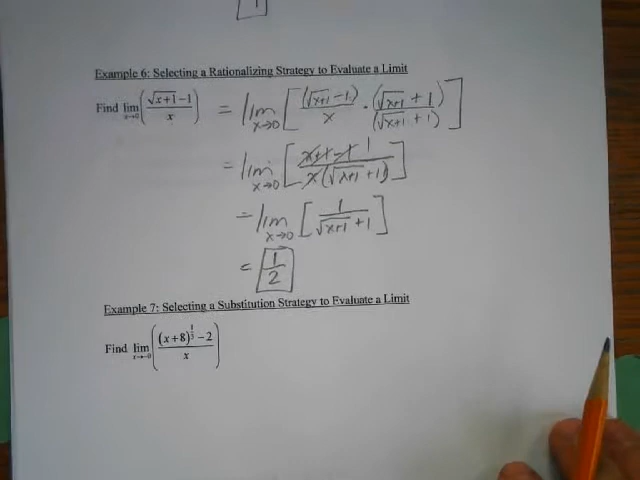 1
Example 6: Selecting a Rationalizing Strategy to Evaluate a Limit
Find lim x→0 ( (√(x+1) − 1) / x ) = lim x→0 [ (√(x+1) − 1) / x · (√(x+1) + 1) / (√(x+1) + 1) ]
= lim x→0 [ (x+1−1) 1 / x(√(x+1) + 1) ]
= lim x→0 [ 1 / (√(x+1) + 1) ]
= 1/2
Example 7: Selecting a Substitution Strategy to Evaluate a Limit
Find lim x→0 ( ((x+8)^(1/3) − 2) / x )